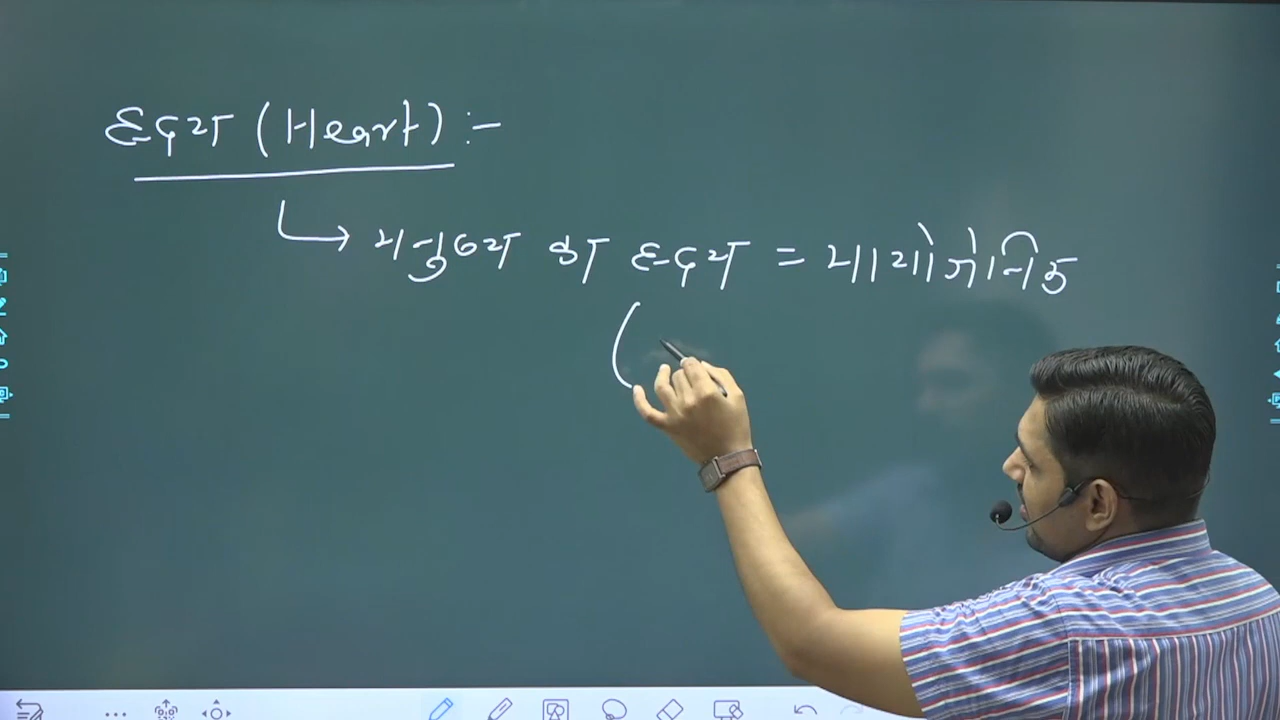 हृदय (Heart) :-
↳ मनुष्य का हृदय = मायोजेनिक
(